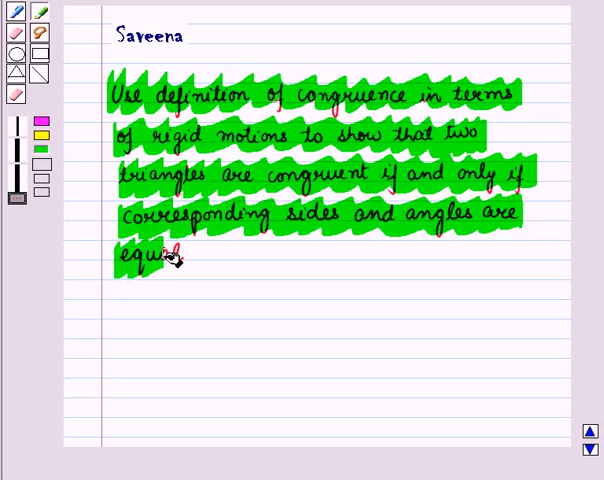 Saveena
Use definition of congruence in terms
of rigid motions to show that two
triangles are congruent if and only if
corresponding sides and angles are
equal.